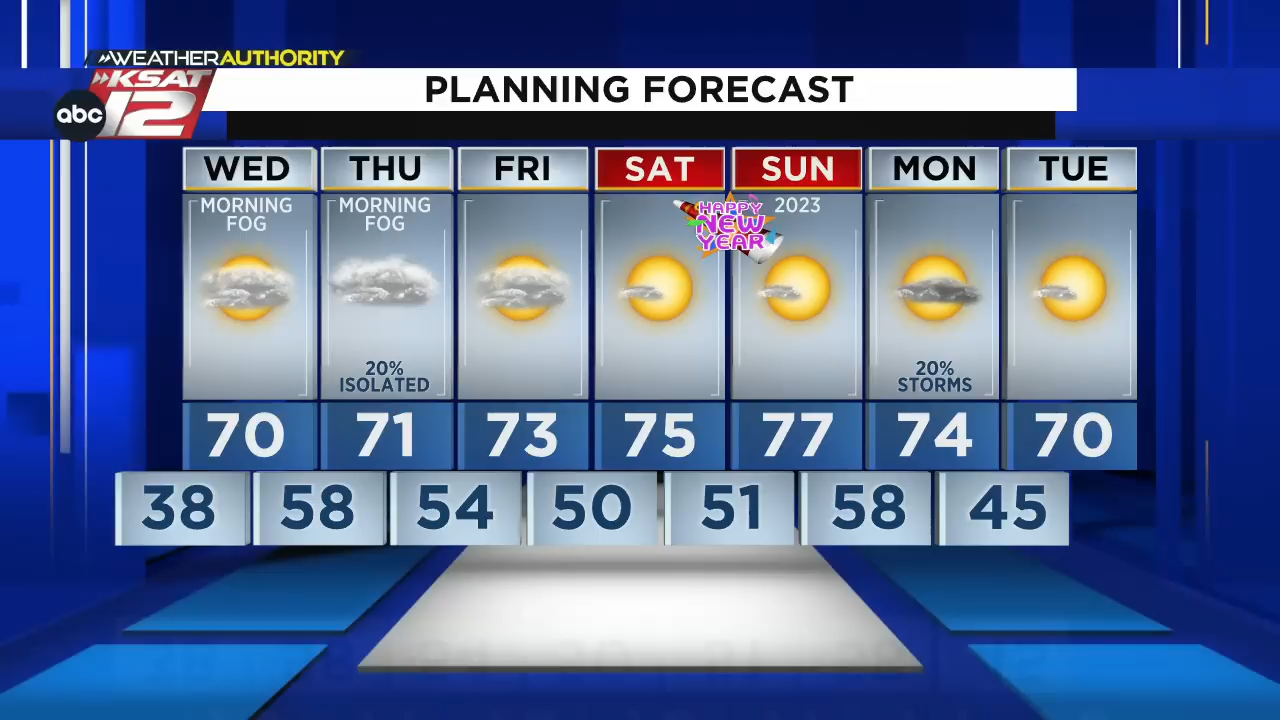 WEATHERAUTHORITY
KSAT
abc 12
PLANNING FORECAST
WED THU FRI SAT SUN MON TUE
MORNING FOG
MORNING FOG
HAPPY
NEW
YEAR
2023
20%
ISOLATED
20%
STORMS
70 71 73 75 77 74 70
38 58 54 50 51 58 45